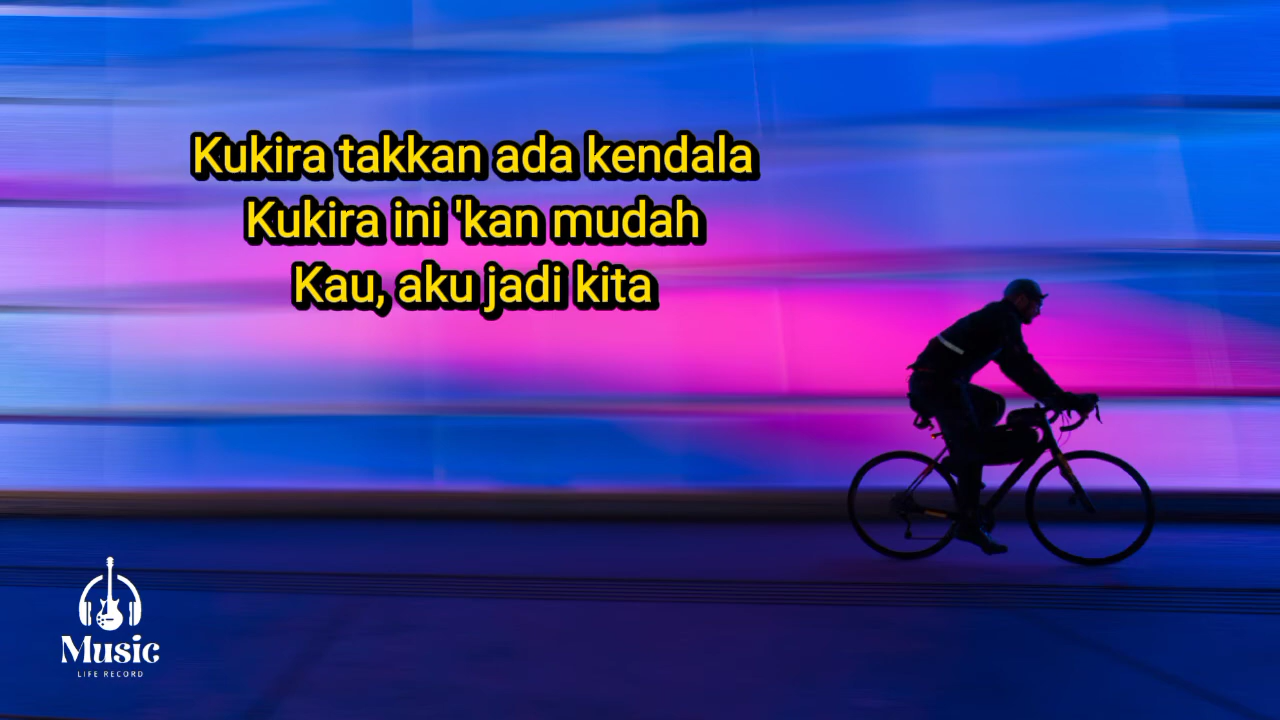 Kukira takkan ada kendala
Kukira ini 'kan mudah
Kau, aku jadi kita
Music
LIFE RECORD